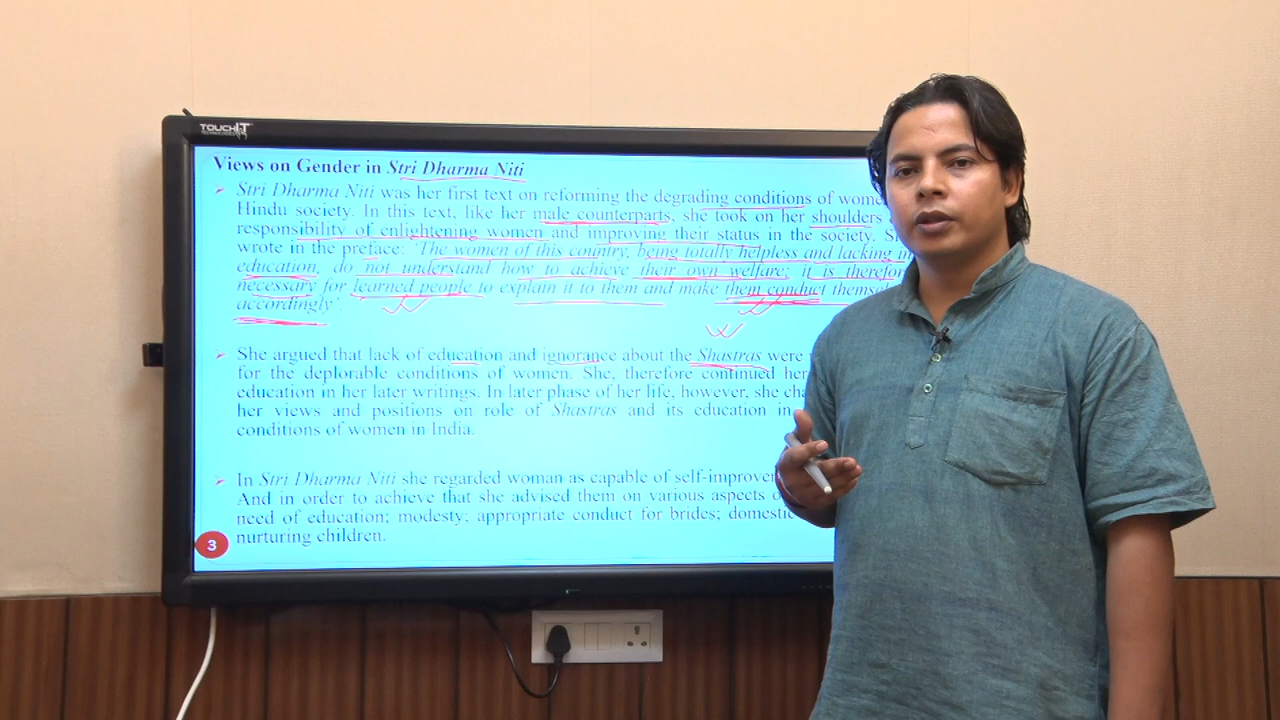 TOUCHIT
TECHNOLOGIES
Views on Gender in Stri Dharma Niti
➢ Stri Dharma Niti was her first text on reforming the degrading conditions of
Hindu society. In this text, like her male counterparts, she took on her shoulders
responsibility of enlightening women and improving their status in the society.
wrote in the preface: 'The women of this country, being totally helpless and lacking in
education, do not understand how to achieve their own welfare; it is
necessary for learned people to explain it to them and make them conduct
accordingly'.
➢ She argued that lack of education and ignorance about the Shastras were
for the deplorable conditions of women. She, therefore continued her
education in her later writings. In later phase of her life, however, she
her views and positions on role of Shastras and its education in
conditions of women in India.
➢ In Stri Dharma Niti she regarded woman as capable of
And in order to achieve that she advised them on various aspects
need of education; modesty; appropriate conduct for brides; domestic
nurturing children.
3